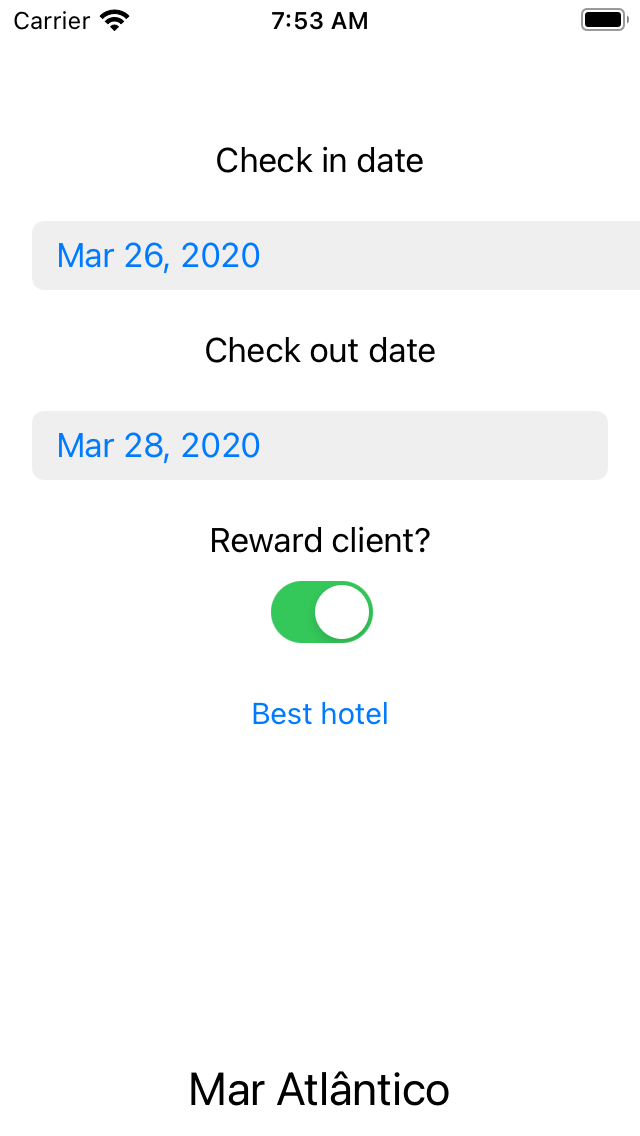 Carrier 7:53 AM
Check in date
Mar 26, 2020
Check out date
Mar 28, 2020
Reward client?
Best hotel
Mar Atlântico